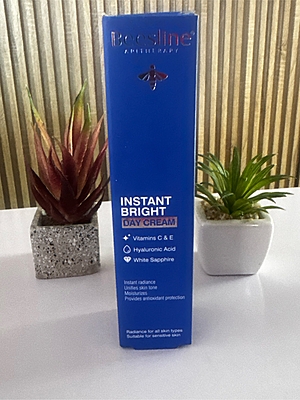 Beesline®
APITHERAPY
INSTANT
BRIGHT
DAY CREAM
Vitamins C & E
Hyaluronic Acid
White Sapphire
Instant radiance
Unifies skin tone
Moisturizes
Provides antioxidant protection
Radiance for all skin types
Suitable for sensitive skin